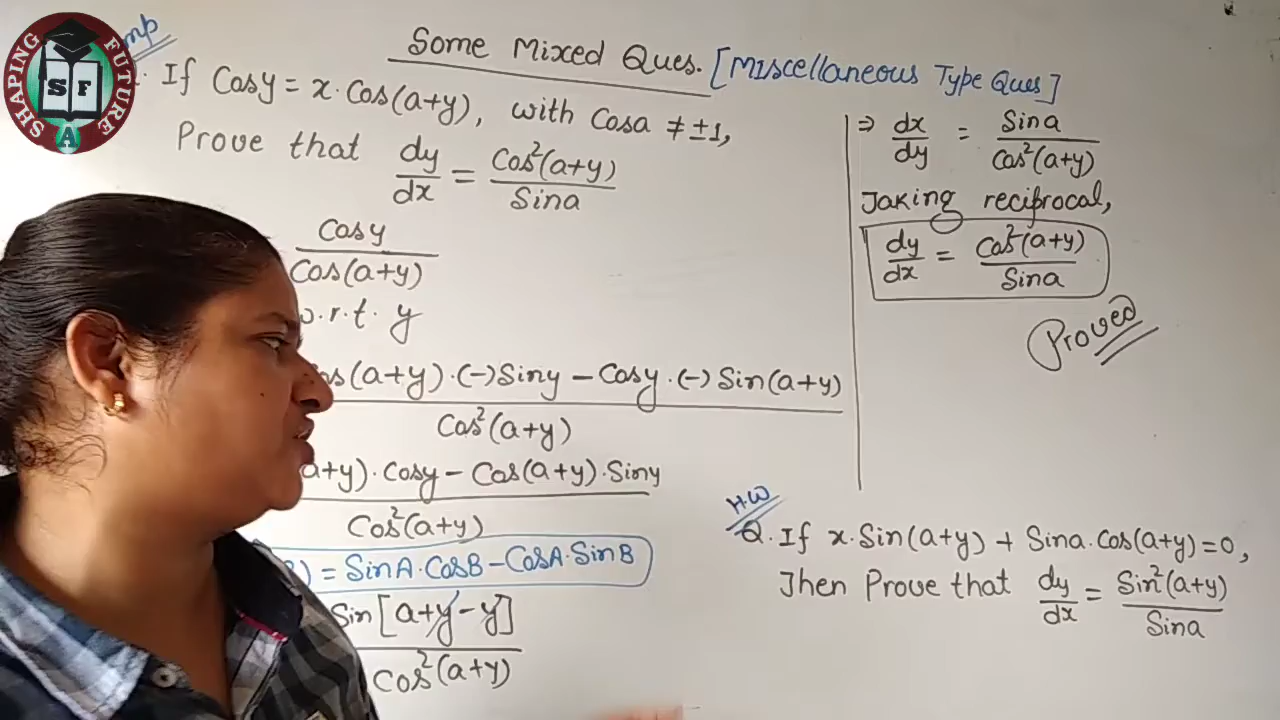 SHAPING FUTURE
S F
A
Imp
Some Mixed Ques. [Miscellaneous Type Ques]
. If Cosy = x·Cos(a+y), with Cosa ≠ ±1,
Prove that dy/dx = Cos²(a+y)/Sina
Cosy/Cos(a+y)
w.r.t. y
Cos(a+y)·(-)Siny - Cosy·(-)Sin(a+y)
Cos²(a+y)
a+y)·Cosy - Cos(a+y)·Siny
Cos²(a+y)
B) = SinA·CosB - CosA·SinB
Sin[a+y-y]
Cos²(a+y)
⇒ dx/dy = Sina/Cos²(a+y)
Taking reciprocal,
dy/dx = Cos²(a+y)/Sina
Proved
H.W
Q. If x·Sin(a+y) + Sina·Cos(a+y)=0,
Then Prove that dy/dx = Sin²(a+y)/Sina